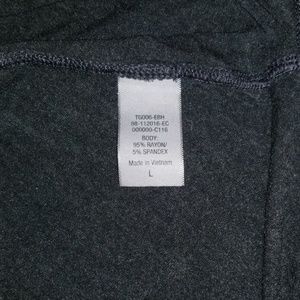 TG006-EBH
98-112016-EC
000000-C116
BODY:
95% RAYON/
5% SPANDEX
Made in Vietnam
L